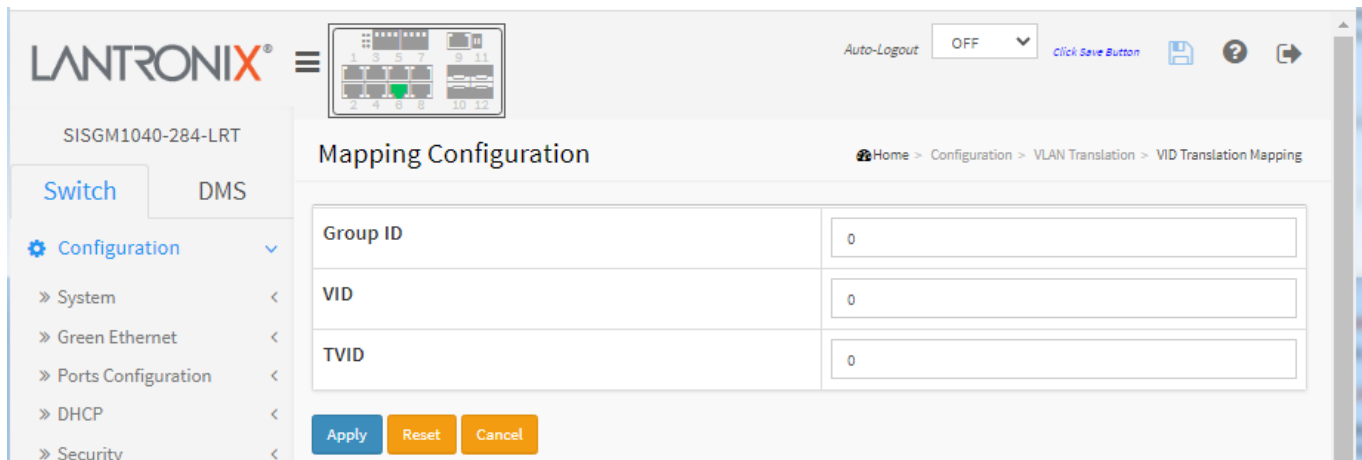 LANTRONIX®
1 3 5 7 9 11
2 4 6 8 10 12
Auto-Logout OFF Click Save Button
SISGM1040-284-LRT
Switch DMS
Configuration
» System
» Green Ethernet
» Ports Configuration
» DHCP
» Security
Mapping Configuration
Home > Configuration > VLAN Translation > VID Translation Mapping
Group ID 0
VID 0
TVID 0
Apply Reset Cancel